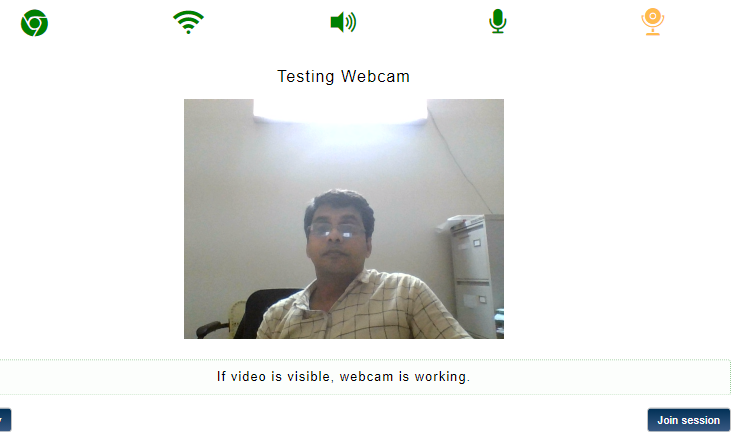 Testing Webcam
If video is visible, webcam is working.
Join session